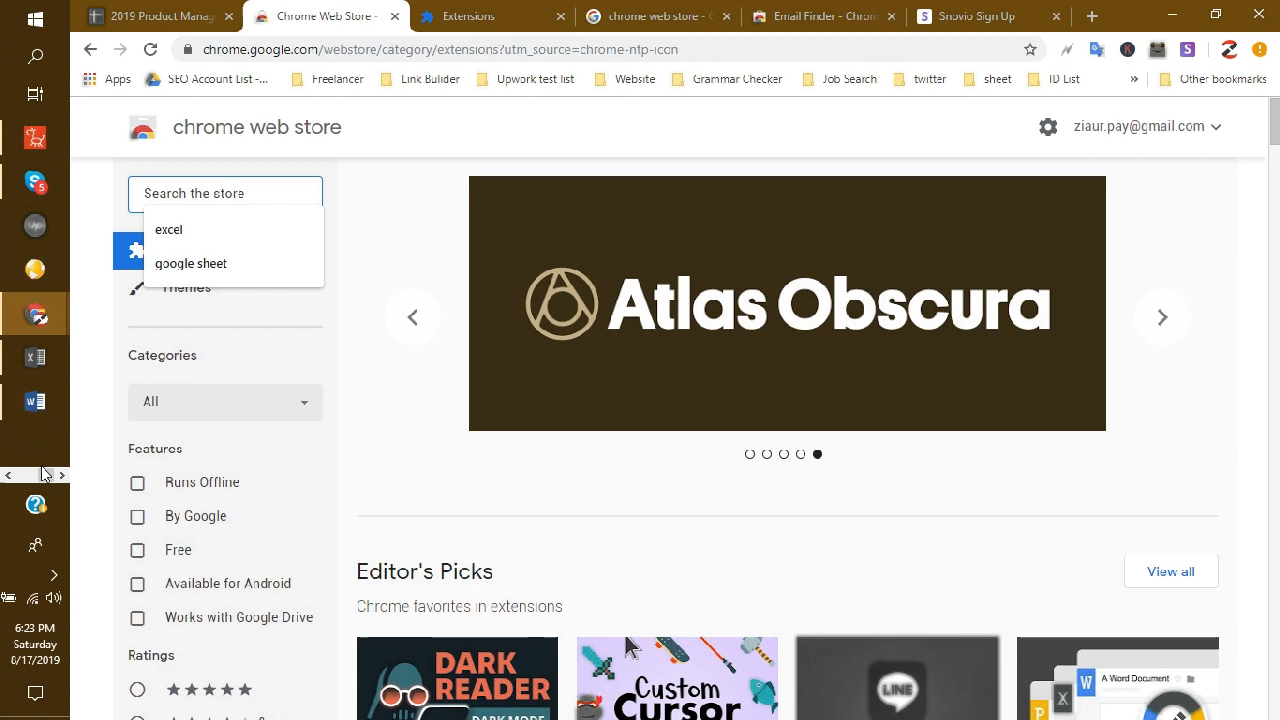 2019 Product Manag
Chrome Web Store -
Extensions
chrome web store - G
Email Finder - Chrom
Snovio Sign Up
chrome.google.com/webstore/category/extensions?utm_source=chrome-ntp-icon
Apps
SEO Account List -...
Freelancer
Link Builder
Upwork test list
Website
Grammar Checker
Job search
twitter
sheet
ID List
Other bookmarks
chrome web store
ziaur.pay@gmail.com
Search the store
excel
google sheet
Themes
Categories
All
Features
Runs Offline
By Google
Free
Available for Android
Works with Google Drive
Ratings
Atlas Obscura
Editor's Picks
View all
Chrome favorites in extensions
DARK
READER
DARK MODE
Custom
Cursor
LINE
A Word Document
W
X
P
5
6:23 PM
Saturday
8/17/2019